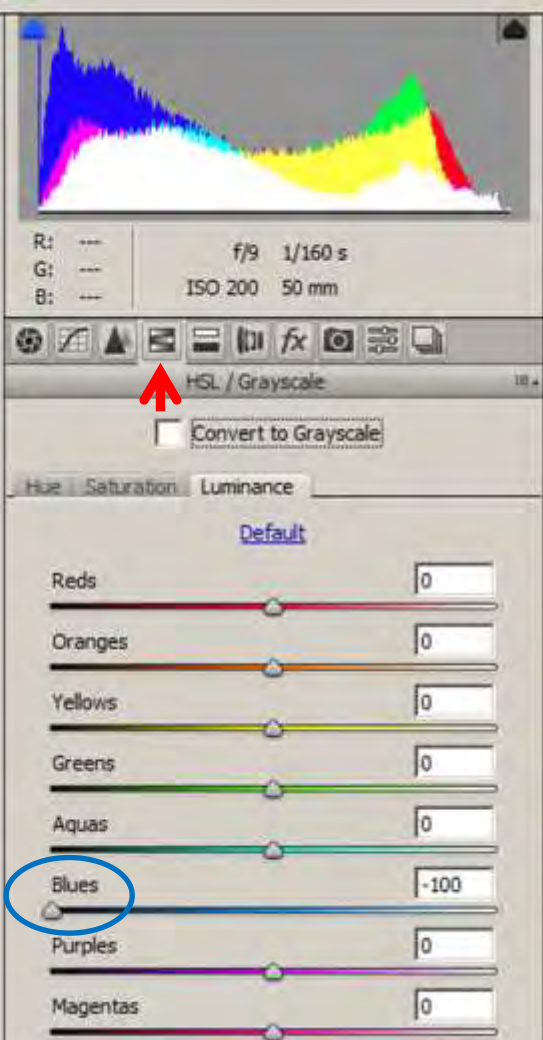 R: --- f/9 1/160 s
G: ---
B: --- ISO 200 50 mm
fx
HSL / Grayscale
Convert to Grayscale
Hue Saturation Luminance
Default
Reds 0
Oranges 0
Yellows 0
Greens 0
Aquas 0
Blues -100
Purples 0
Magentas 0